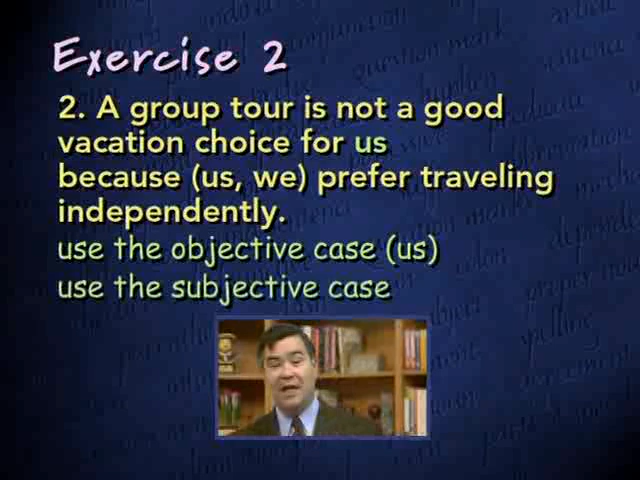 Exercise 2
2. A group tour is not a good
vacation choice for us
because (us, we) prefer traveling
independently.
use the objective case (us)
use the subjective case